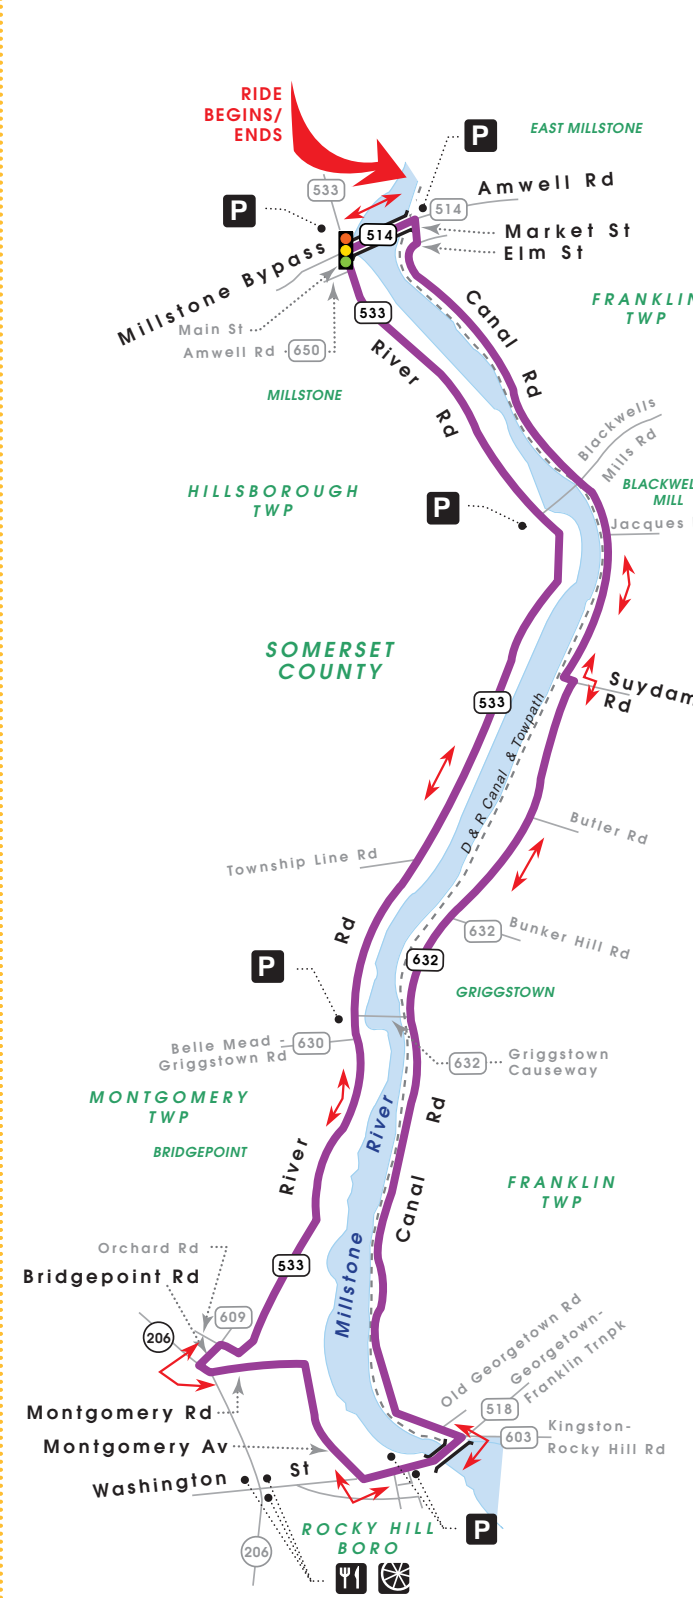 RIDE
BEGINS/
ENDS
P
EAST MILLSTONE
533
Amwell Rd
P
514
514
Market St
Elm St
Millstone Bypass
FRANKLIN
TWP
533
Main St
Amwell Rd
650
Canal Rd
River Rd
MILLSTONE
Blackwells
Mills Rd
HILLSBOROUGH
TWP
BLACKWEL
MILL
P
Jacques
SOMERSET
COUNTY
Suydam
Rd
533
D & R Canal & Towpath
Butler Rd
Township Line Rd
632
Bunker Hill Rd
Rd
632
P
GRIGGSTOWN
Belle Mead -
Griggstown Rd
630
632
Griggstown
Causeway
MONTGOMERY
TWP
Rd
River
BRIDGEPOINT
River
FRANKLIN
TWP
Canal
Orchard Rd
Millstone
533
Bridgepoint Rd
609
206
Old Georgetown Rd
Georgetown-
Franklin Trnpk
Montgomery Rd
518
603
Kingston-
Rocky Hill Rd
Montgomery Av
Washington St
ROCKY HILL
BORO
P
206